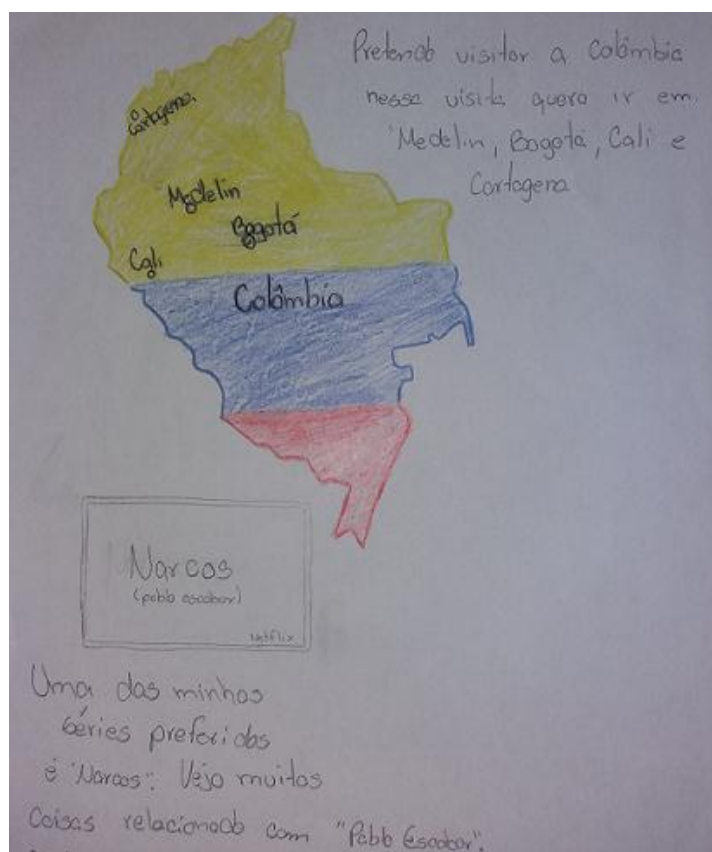 Pretendo visitar a Colômbia
nessa visita quero ir em
Medelin, Bogotá, Cali e
Cartagena
Cartagena
Medelin
Bogotá
Cali
Colômbia
Narcos
(pablo escobar)
Netflix
Uma das minhas
séries preferidas
é "Narcos". Vejo muitas
Coisas relacionado com "Pablo Escobar".